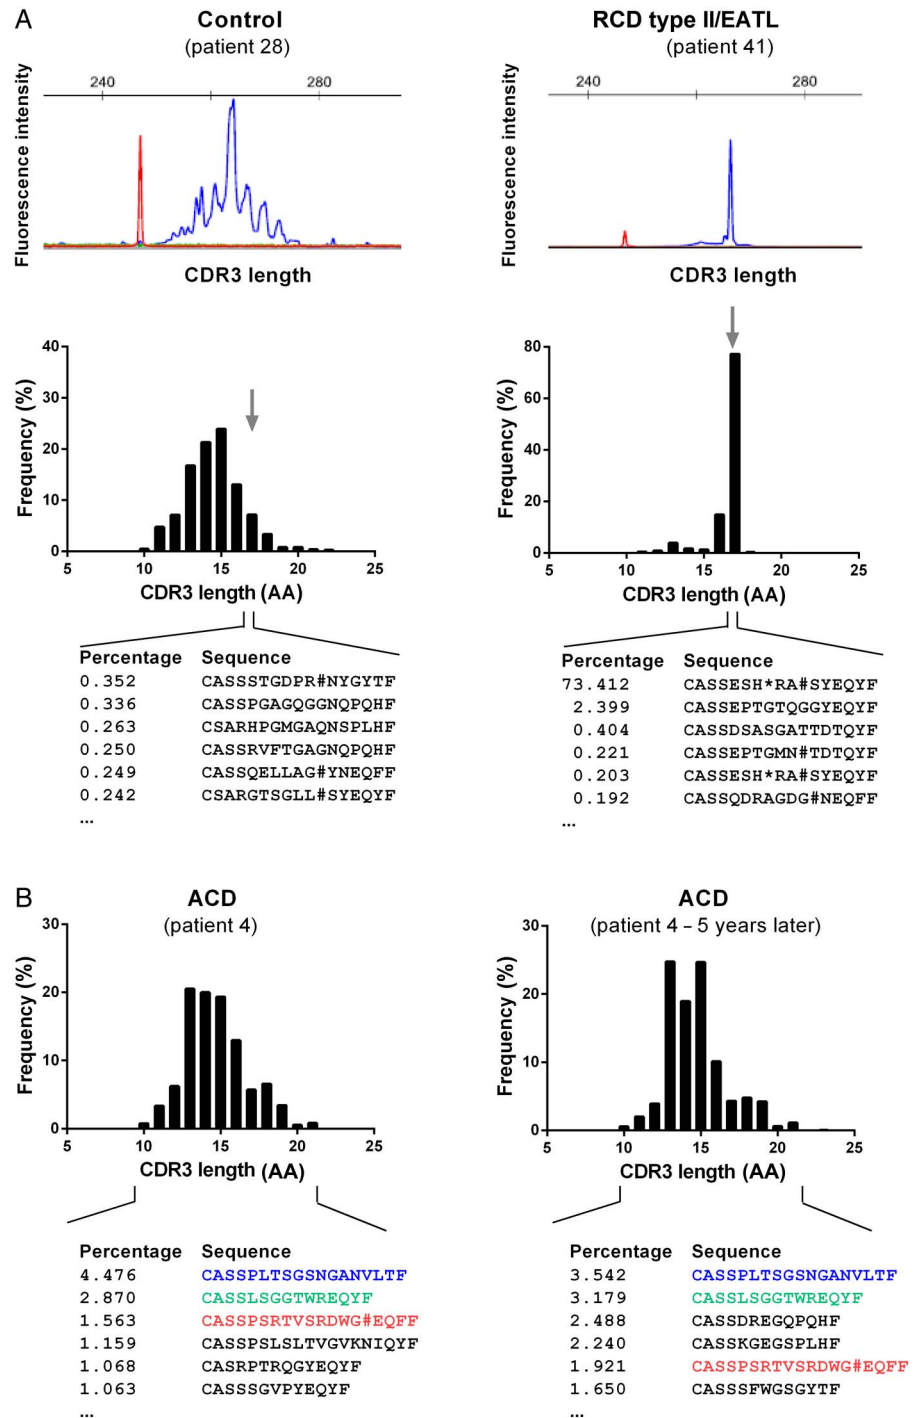 A
Control
(patient 28)
RCD type II/EATL
(patient 41)
Fluorescence intensity
240
280
CDR3 length
Fluorescence intensity
240
280
CDR3 length
Frequency (%)
40
30
20
10
0
5
10
15
20
25
CDR3 length (AA)
Percentage Sequence
0.352 CASSSTGDPR#NYGYTF
0.336 CASSPGAGQGGNQPQHF
0.263 CSARHPGMGAQNSPLHF
0.250 CASSRVFTGAGNQPQHF
0.249 CASSQELLAG#YNEQFF
0.242 CSARGTSGLL#SYEQYF
...
Frequency (%)
80
60
40
20
0
5
10
15
20
25
CDR3 length (AA)
Percentage Sequence
73.412 CASSESH*RA#SYEQYF
2.399 CASSEPTGTQGGYEQYF
0.404 CASSDSASGATTDTQYF
0.221 CASSEPTGMN#TDTQYF
0.203 CASSESH*RA#SYEQYF
0.192 CASSQDRAGDG#NEQFF
...
B
ACD
(patient 4)
Frequency (%)
30
20
10
0
5
10
15
20
25
CDR3 length (AA)
Percentage Sequence
4.476 CASSPLTSGSNGANVLTF
2.870 CASSLSGGTWREQYF
1.563 CASSPSRTVSRDWG#EQFF
1.159 CASSPSLSLTVGVKNIQYF
1.068 CASRPTRQGYEQYF
1.063 CASSSGVPYEQYF
...
ACD
(patient 4 – 5 years later)
Frequency (%)
30
20
10
0
5
10
15
20
25
CDR3 length (AA)
Percentage Sequence
3.542 CASSPLTSGSNGANVLTF
3.179 CASSLSGGTWREQYF
2.488 CASSDREGQPQHF
2.240 CASSKGEGSPLHF
1.921 CASSPSRTVSRDWG#EQFF
1.650 CASSSFWGSGYTF
...